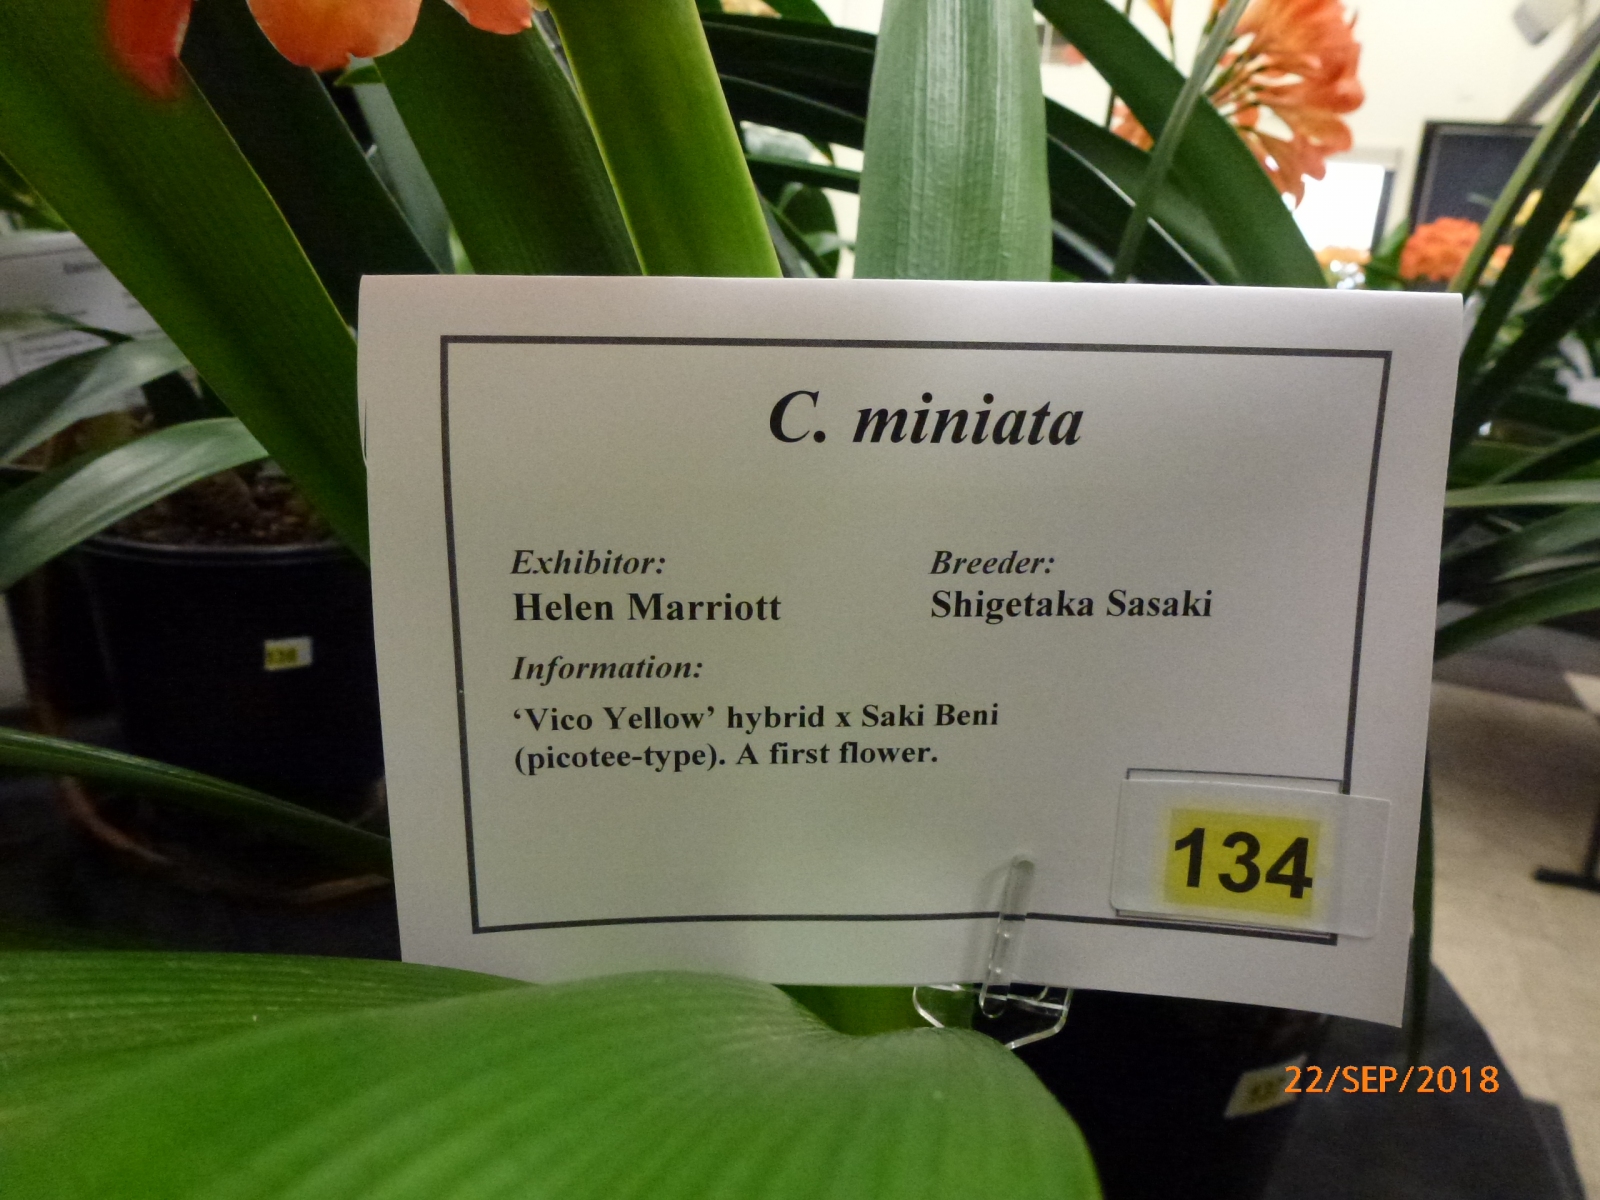 C. miniata
Exhibitor:
Breeder:
Helen Marriott
Shigetaka Sasaki
Information:
‘Vico Yellow’ hybrid x Saki Beni
(picotee-type). A first flower.
134
22/SEP/2018